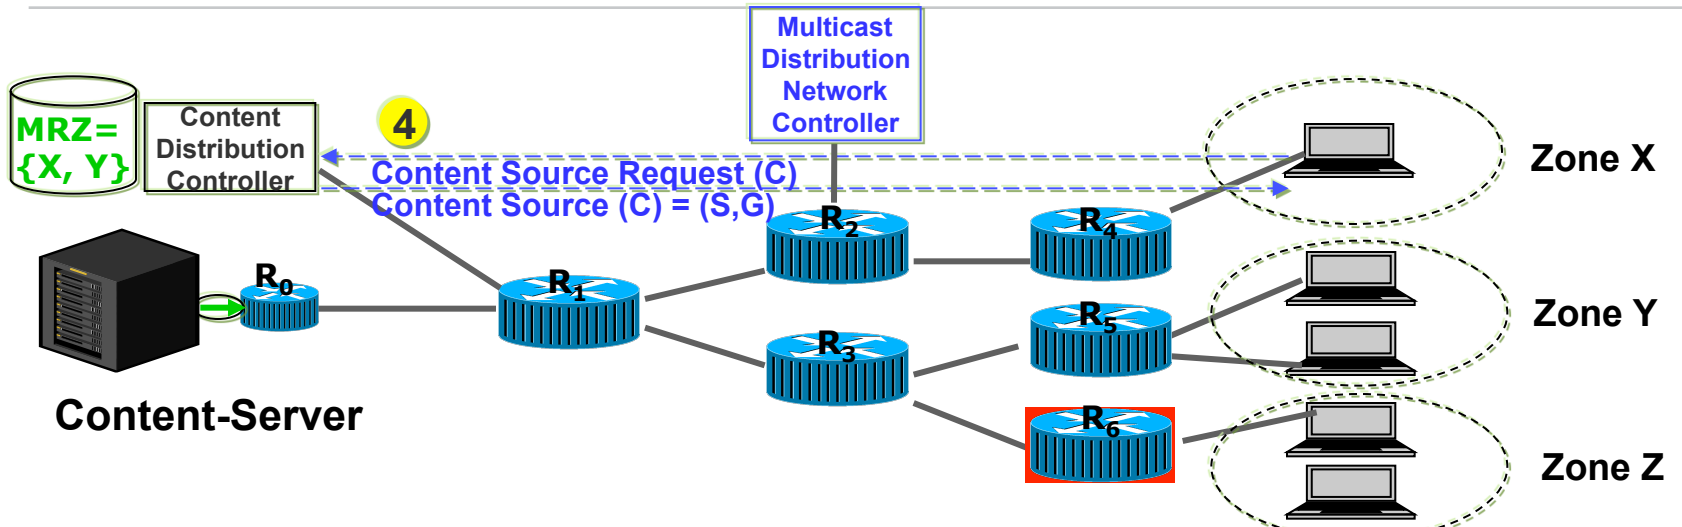 Multicast
Distribution
Network
Controller
MRZ=
{X, Y}
Content
Distribution
Controller
4
Content Source Request (C)
Content Source (C) = (S,G)
Zone X
R2
R4
R0
R1
R5
Zone Y
R3
Content-Server
R6
Zone Z